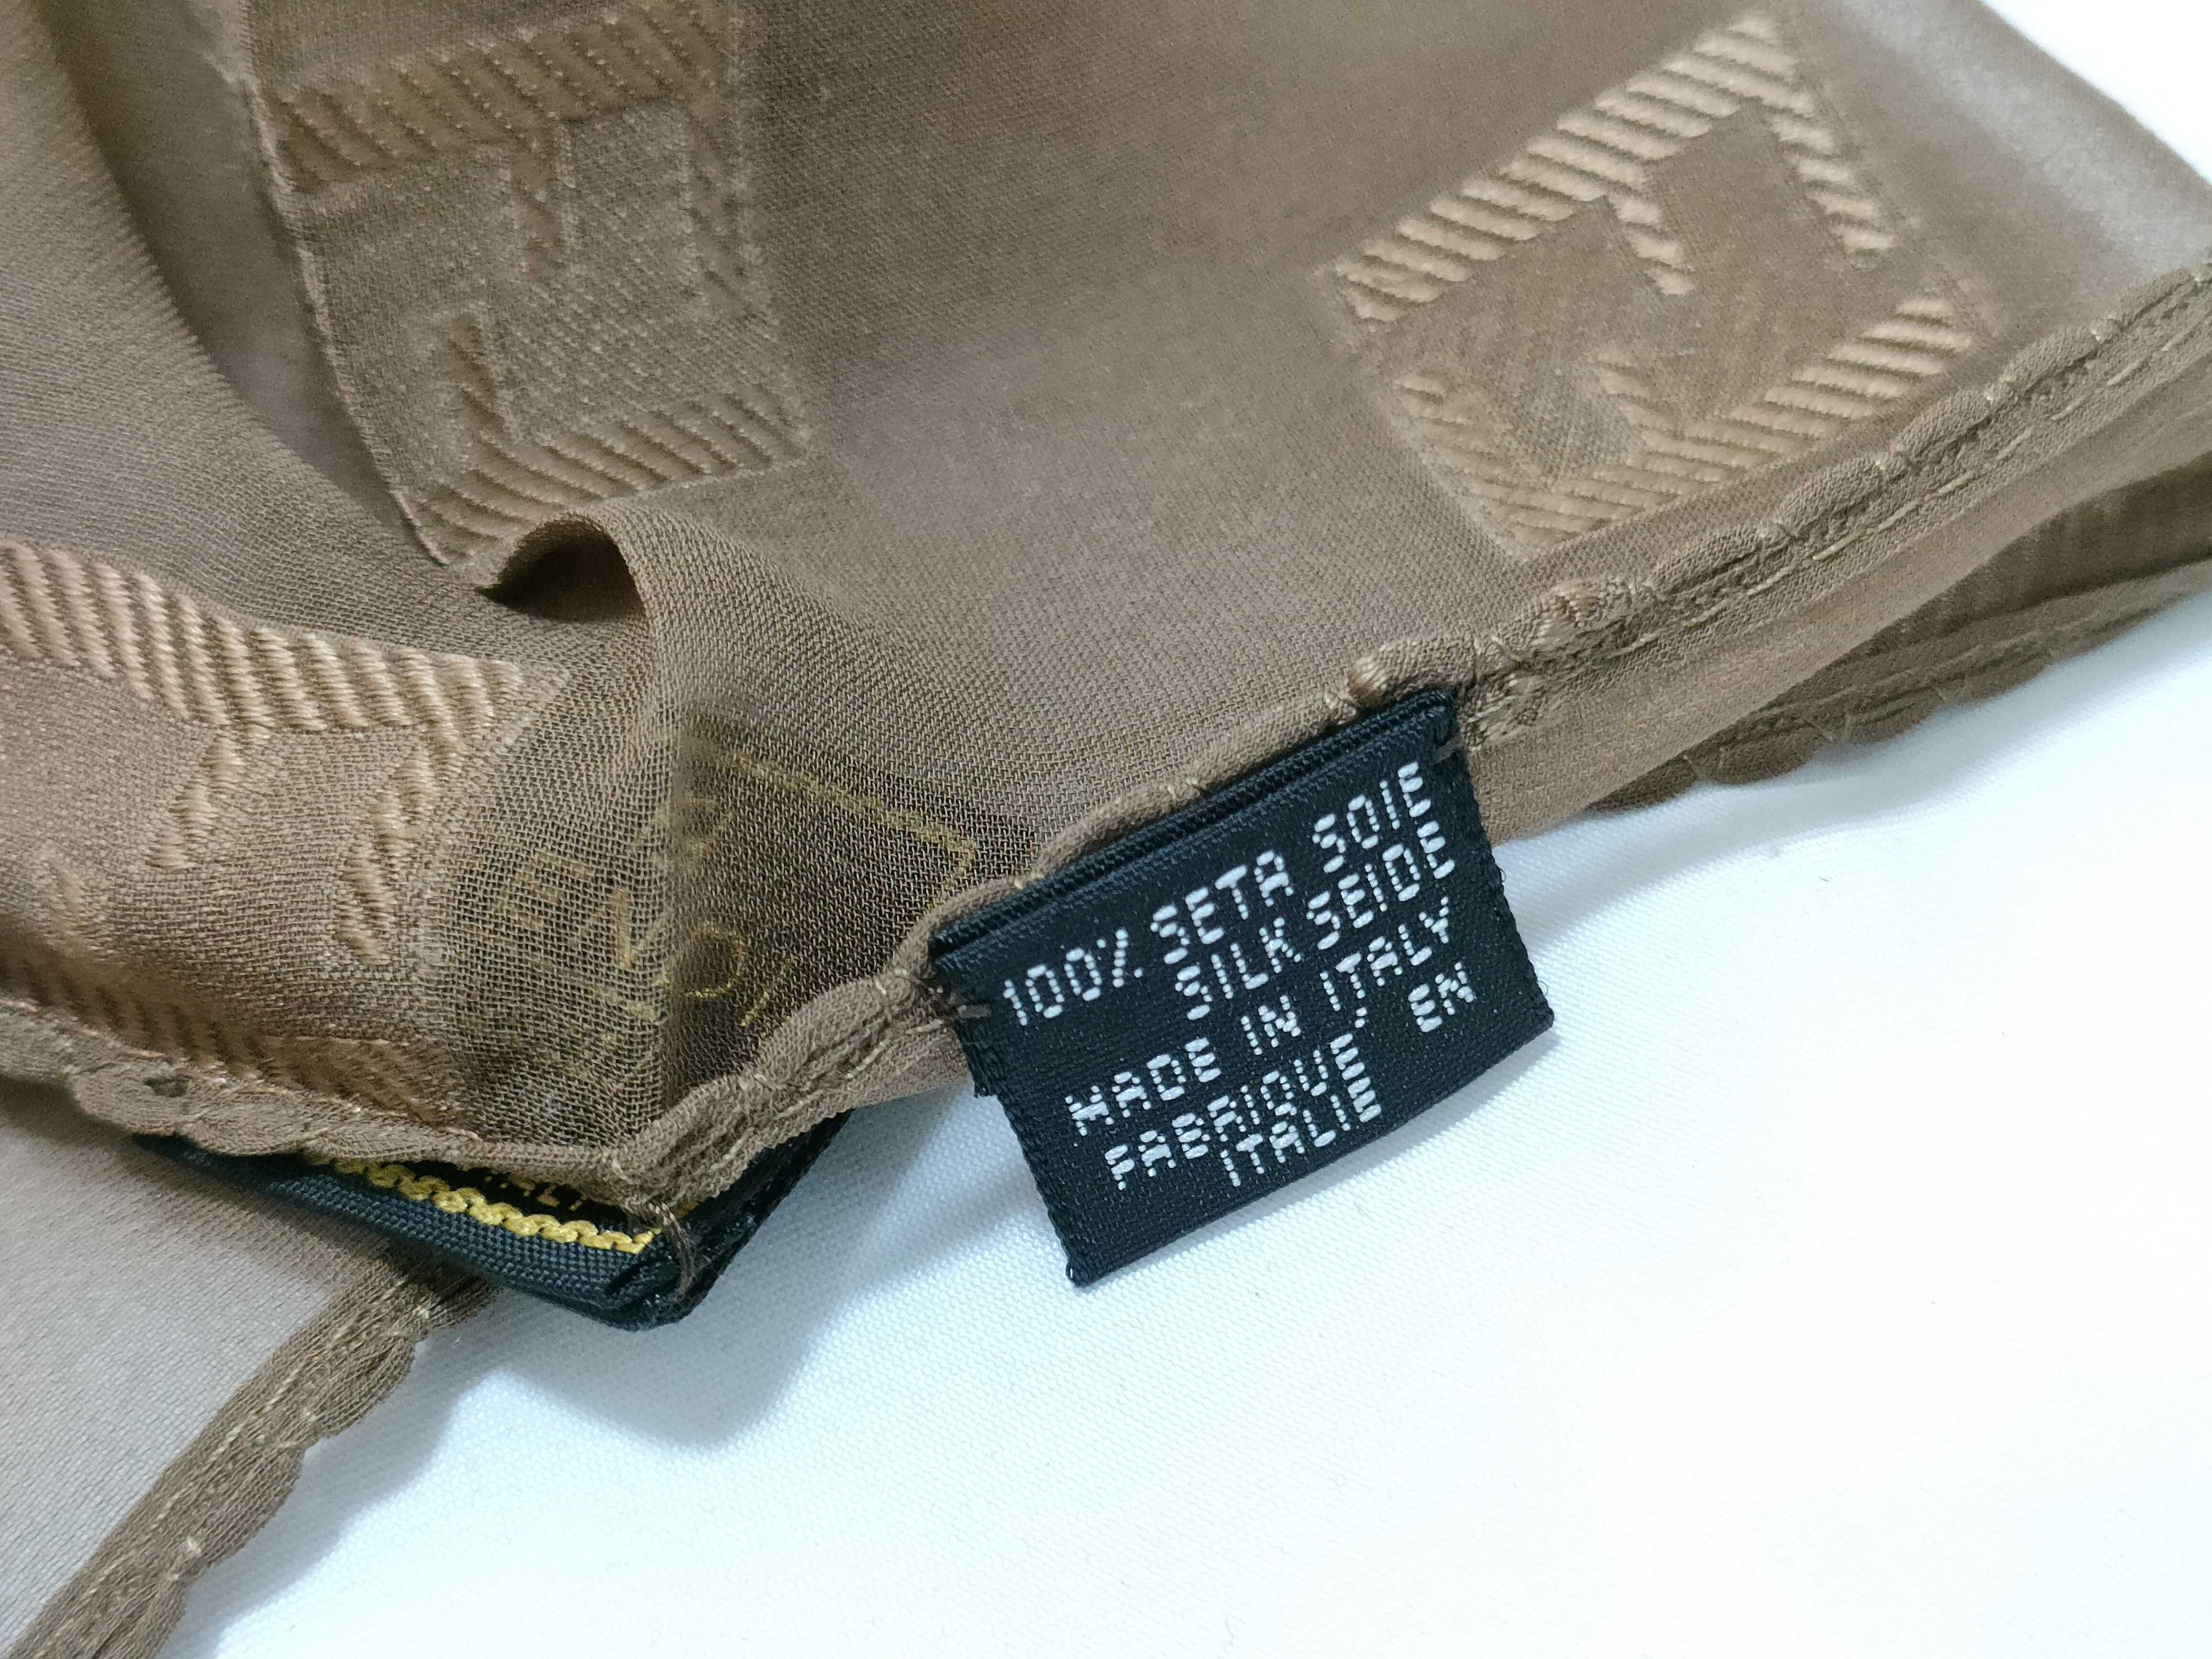 100% SETA SOIE
SILK SEIDE
MADE IN ITALY
FABRIQUE' EN
ITALIE